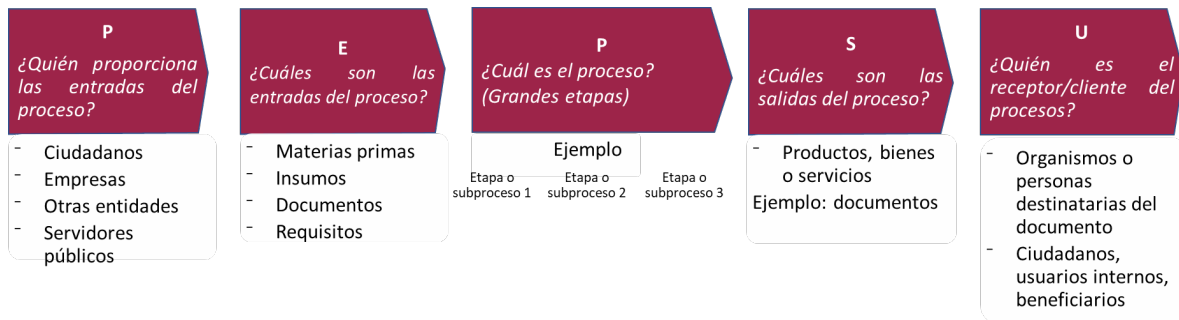 P
¿Quién proporciona
las entradas del
proceso?
- Ciudadanos
- Empresas
- Otras entidades
- Servidores
públicos
E
¿Cuáles son las
entradas del proceso?
- Materias primas
- Insumos
- Documentos
- Requisitos
P
¿Cuál es el proceso?
(Grandes etapas)
Ejemplo
Etapa o
subproceso 1
Etapa o
subproceso 2
Etapa o
subproceso 3
S
¿Cuáles son las
salidas del proceso?
- Productos, bienes
o servicios
Ejemplo: documentos
U
¿Quién es el
receptor/cliente del
procesos?
- Organismos o
personas
destinatarias del
documento
- Ciudadanos,
usuarios internos,
beneficiarios